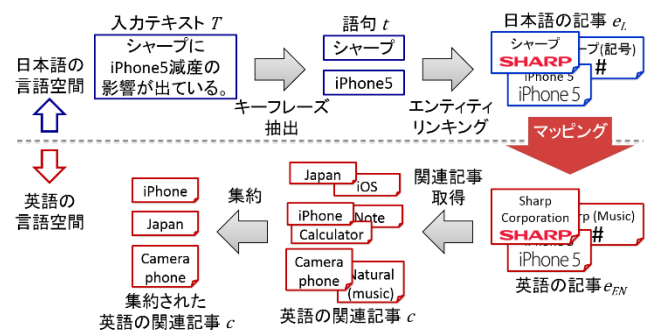 入力テキスト T
語句 t
日本語の記事 eL
日本語の
言語空間
シャープに
iPhone5減産の
影響が出ている。
シャープ
iPhone5
キーフレーズ
抽出
エンティティ
リンキング
シャープ
SHARP
プ(記号)
#
iPhone 5
iPhone 5
マッピング
英語の
言語空間
iPhone
Japan
Camera
phone
集約された
英語の関連記事 c
集約
Japan
iOS
iPhone
Note
Calculator
Camera
phone
Natural
(music)
英語の関連記事 c
関連記事
取得
Sharp
Corporation
SHARP
rp (Music)
#
iPhone 5
英語の記事 eEN